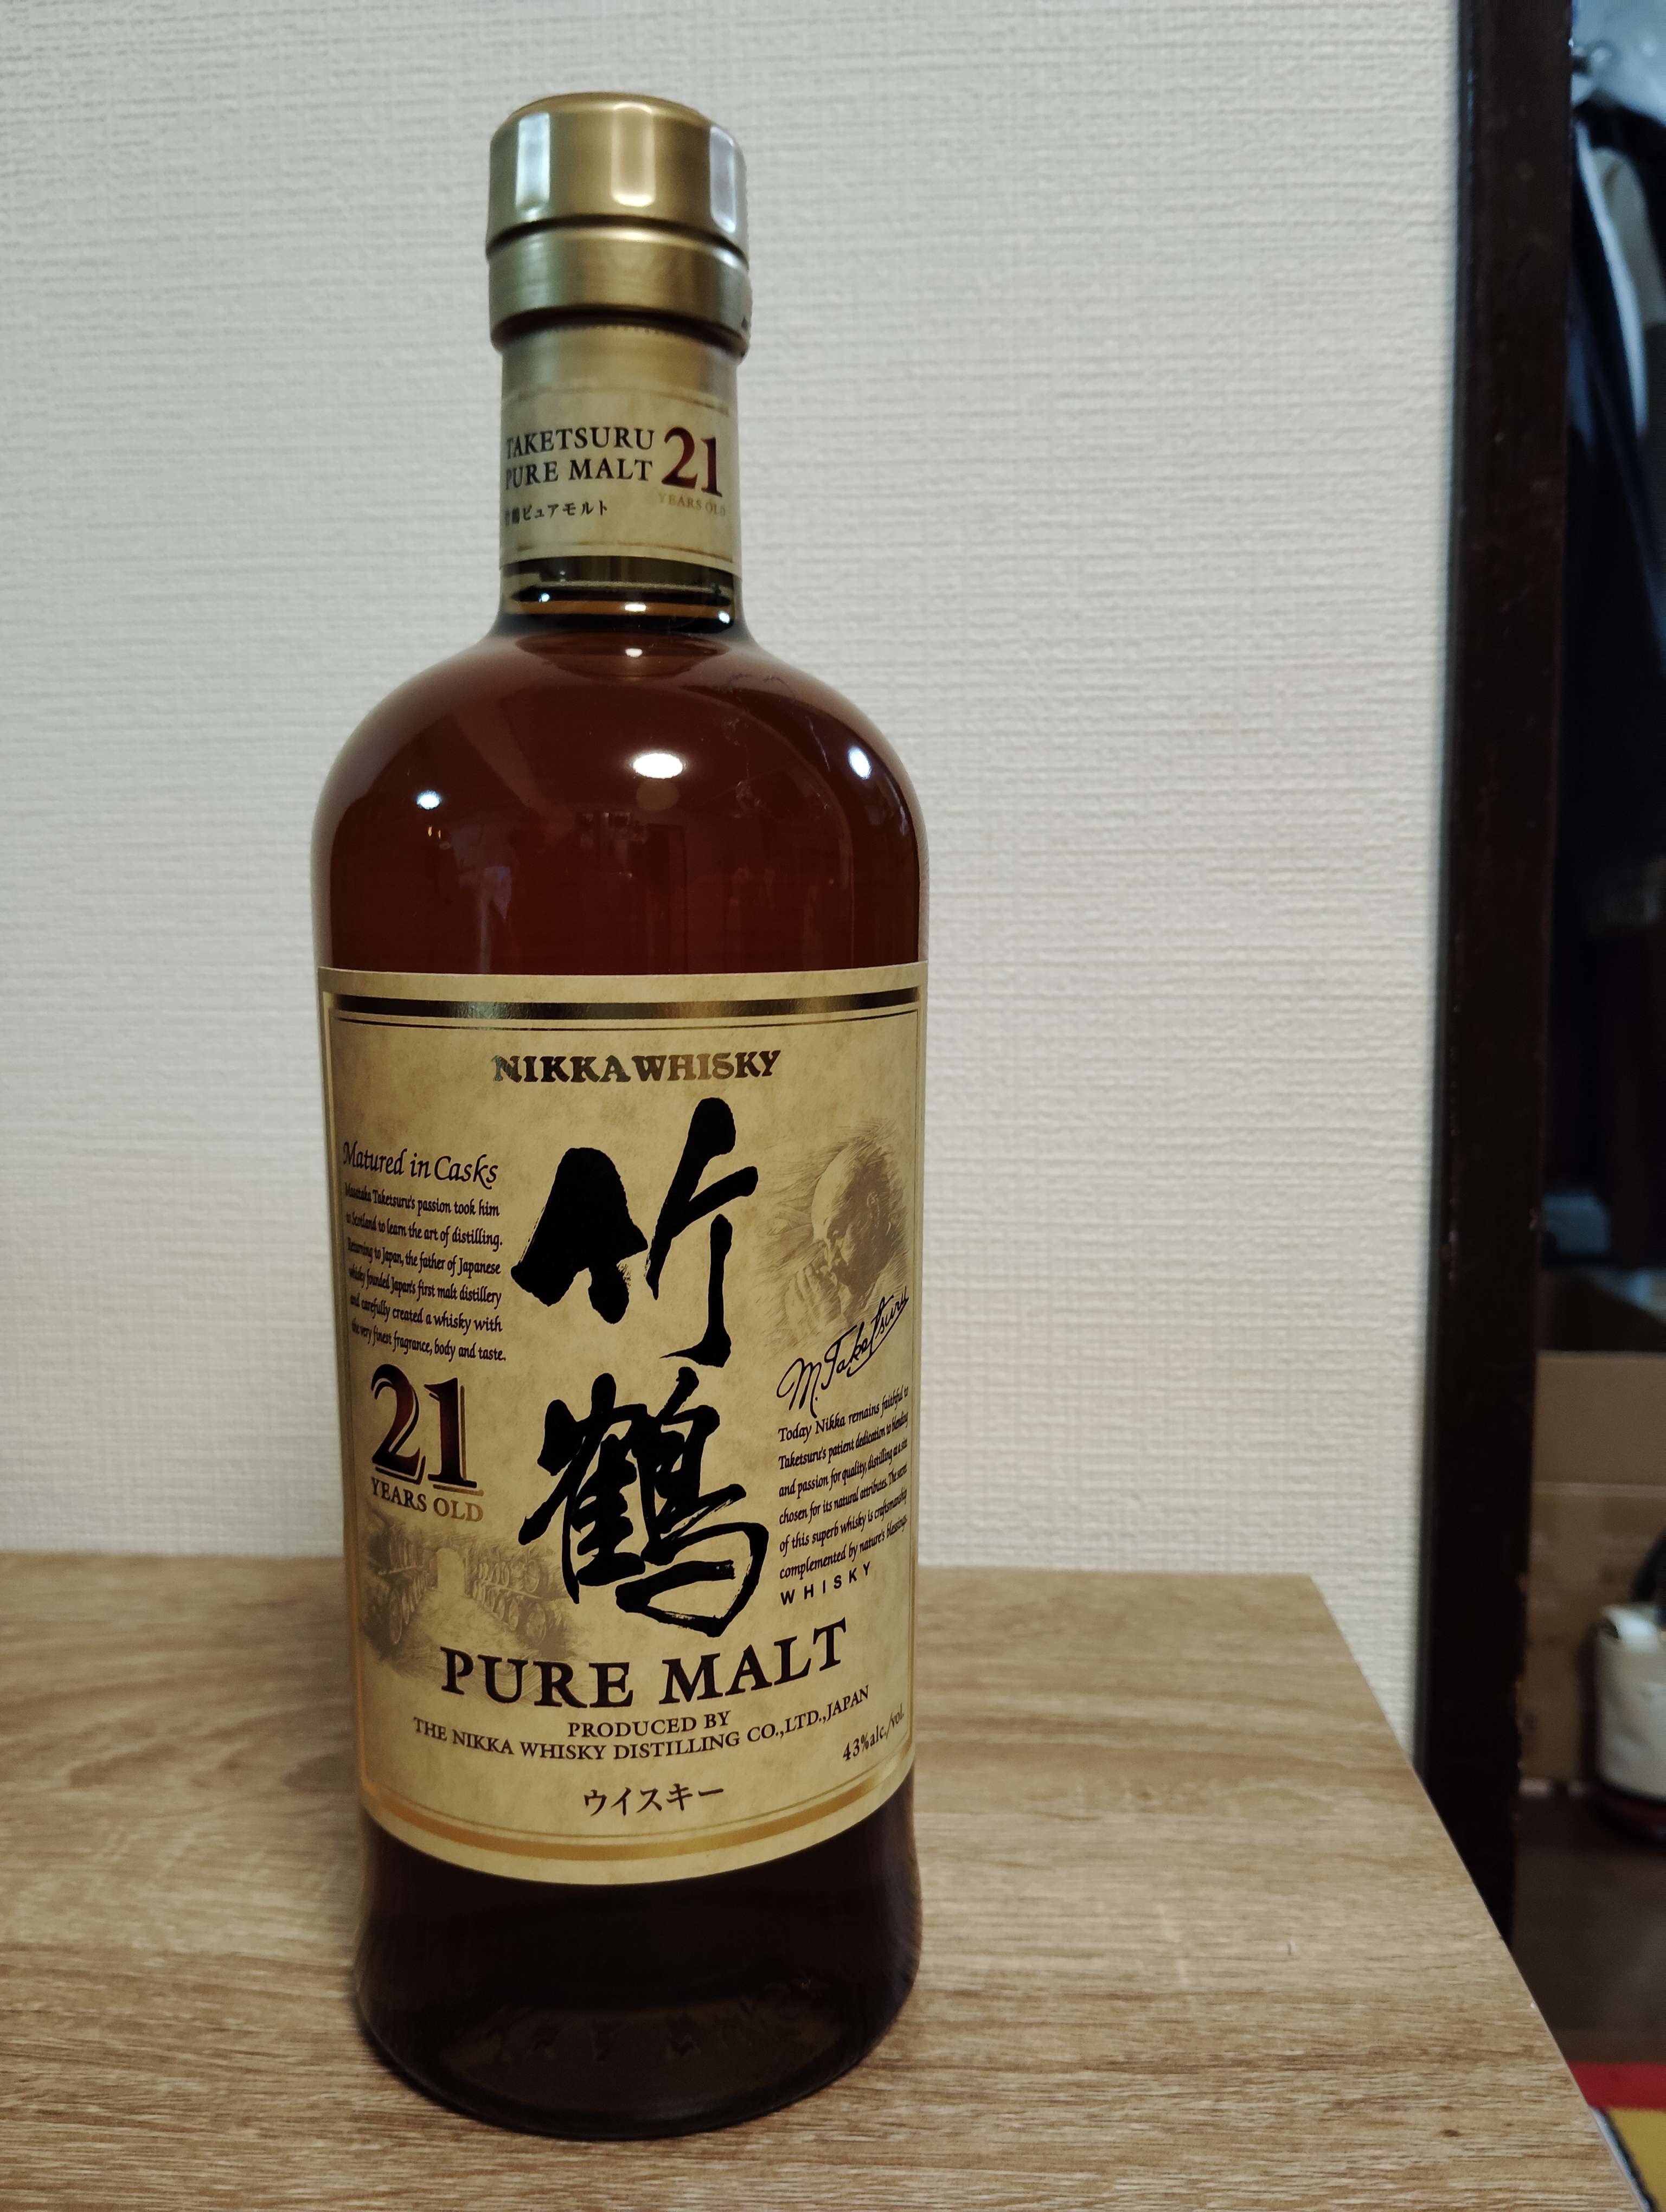 TAKETSURU
PURE MALT
21
YEARS OLD
竹鶴ピュアモルト
NIKKA WHISKY
竹鶴
Matured in Casks
Masataka Taketsuru's passion took him
to Scotland to learn the art of distilling.
Returning to Japan, the father of Japanese
whisky founded Japan's first malt distillery
and carefully created a whisky with
the very finest fragrance, body and taste.
21
YEARS OLD
M. Taketsuru
Today Nikka remains faithful to
Taketsuru's patient dedication to blending
and passion for quality, distilling at a site
chosen for its natural attributes. The secret
of this superb whisky is craftsmanship
complemented by nature's blessings.
WHISKY
PURE MALT
PRODUCED BY
THE NIKKA WHISKY DISTILLING CO.,LTD.,JAPAN
43%alc./vol.
ウイスキー